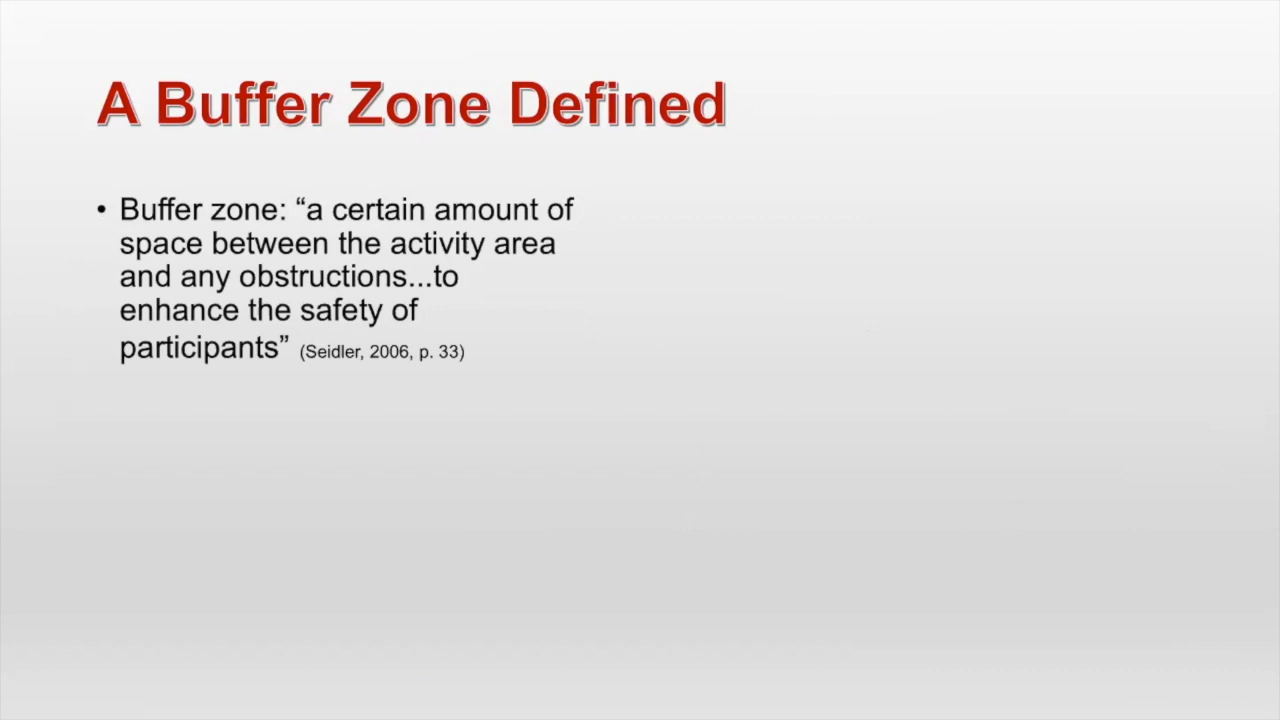 A Buffer Zone Defined
• Buffer zone: “a certain amount of
space between the activity area
and any obstructions...to
enhance the safety of
participants” (Seidler, 2006, p. 33)